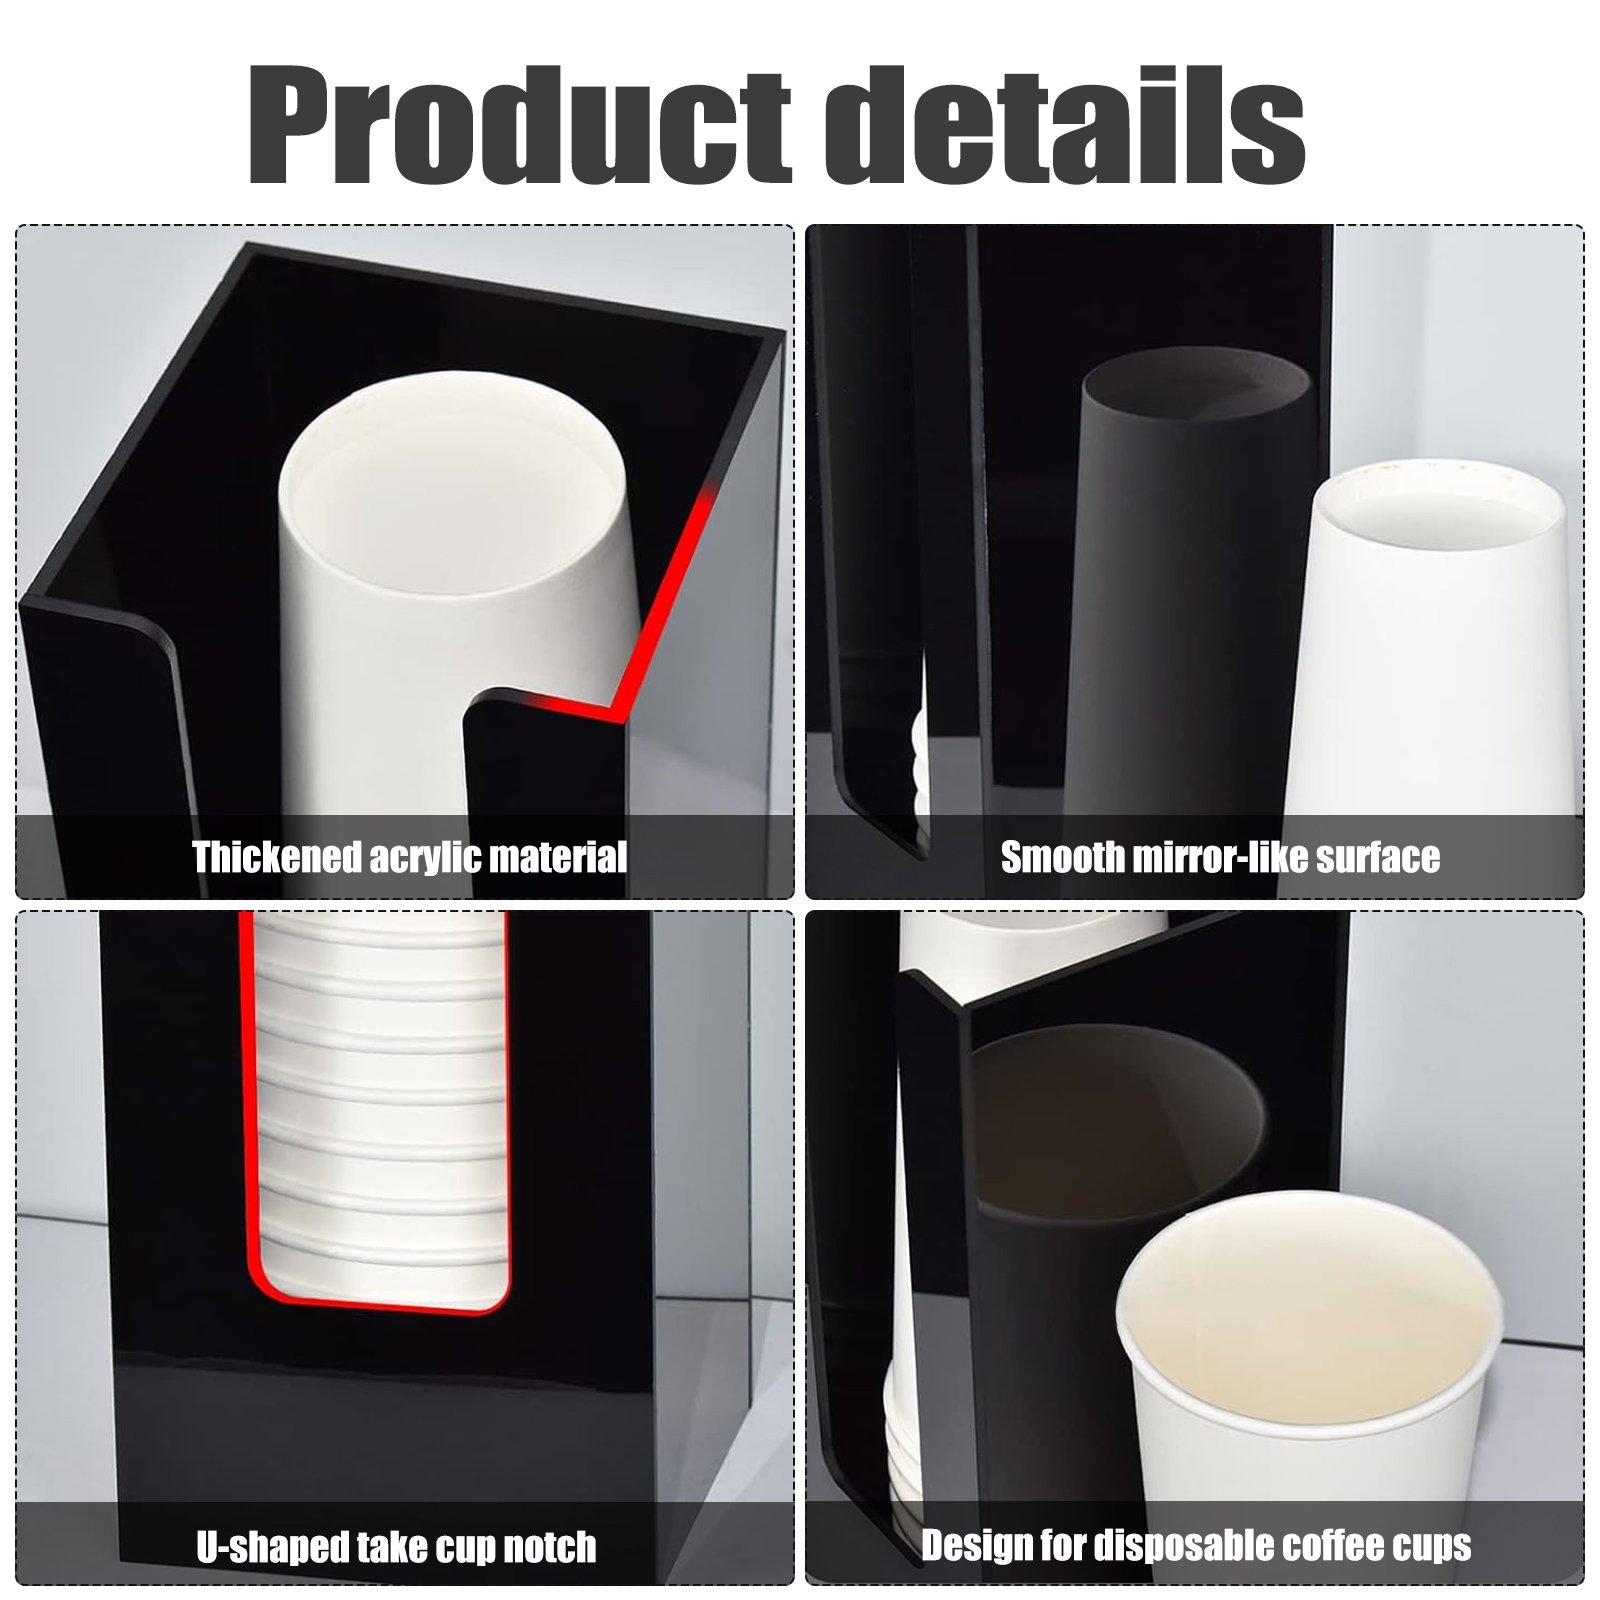 Product details
Thickened acrylic material
Smooth mirror-like surface
U-shaped take cup notch
Design for disposable coffee cups